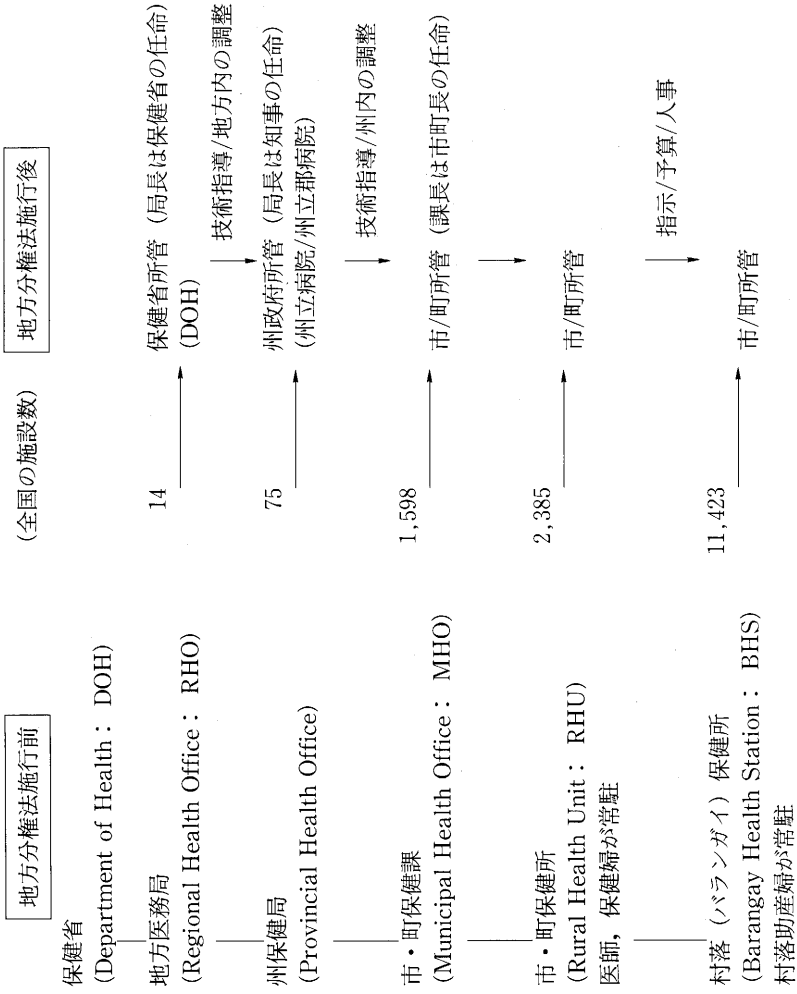 地方分権法施行前
(全国の施設数)
地方分権法施行後
保健省
(Department of Health： DOH)
地方医務局
(Regional Health Office： RHO)
14
保健省所管（局長は保健省の任命）
(DOH)
技術指導/地方内の調整
州保健局
(Provincial Health Office)
75
州政府所管（局長は知事の任命）
(州立病院/州立郡病院)
技術指導/州内の調整
市・町保健課
(Municipal Health Office： MHO)
1,598
市/町所管（課長は市町長の任命）
市・町保健所
(Rural Health Unit： RHU)
医師，保健婦が常駐
2,385
市/町所管
指示/予算/人事
村落（バランガイ）保健所
(Barangay Health Station： BHS)
村落助産婦が常駐
11,423
市/町所管